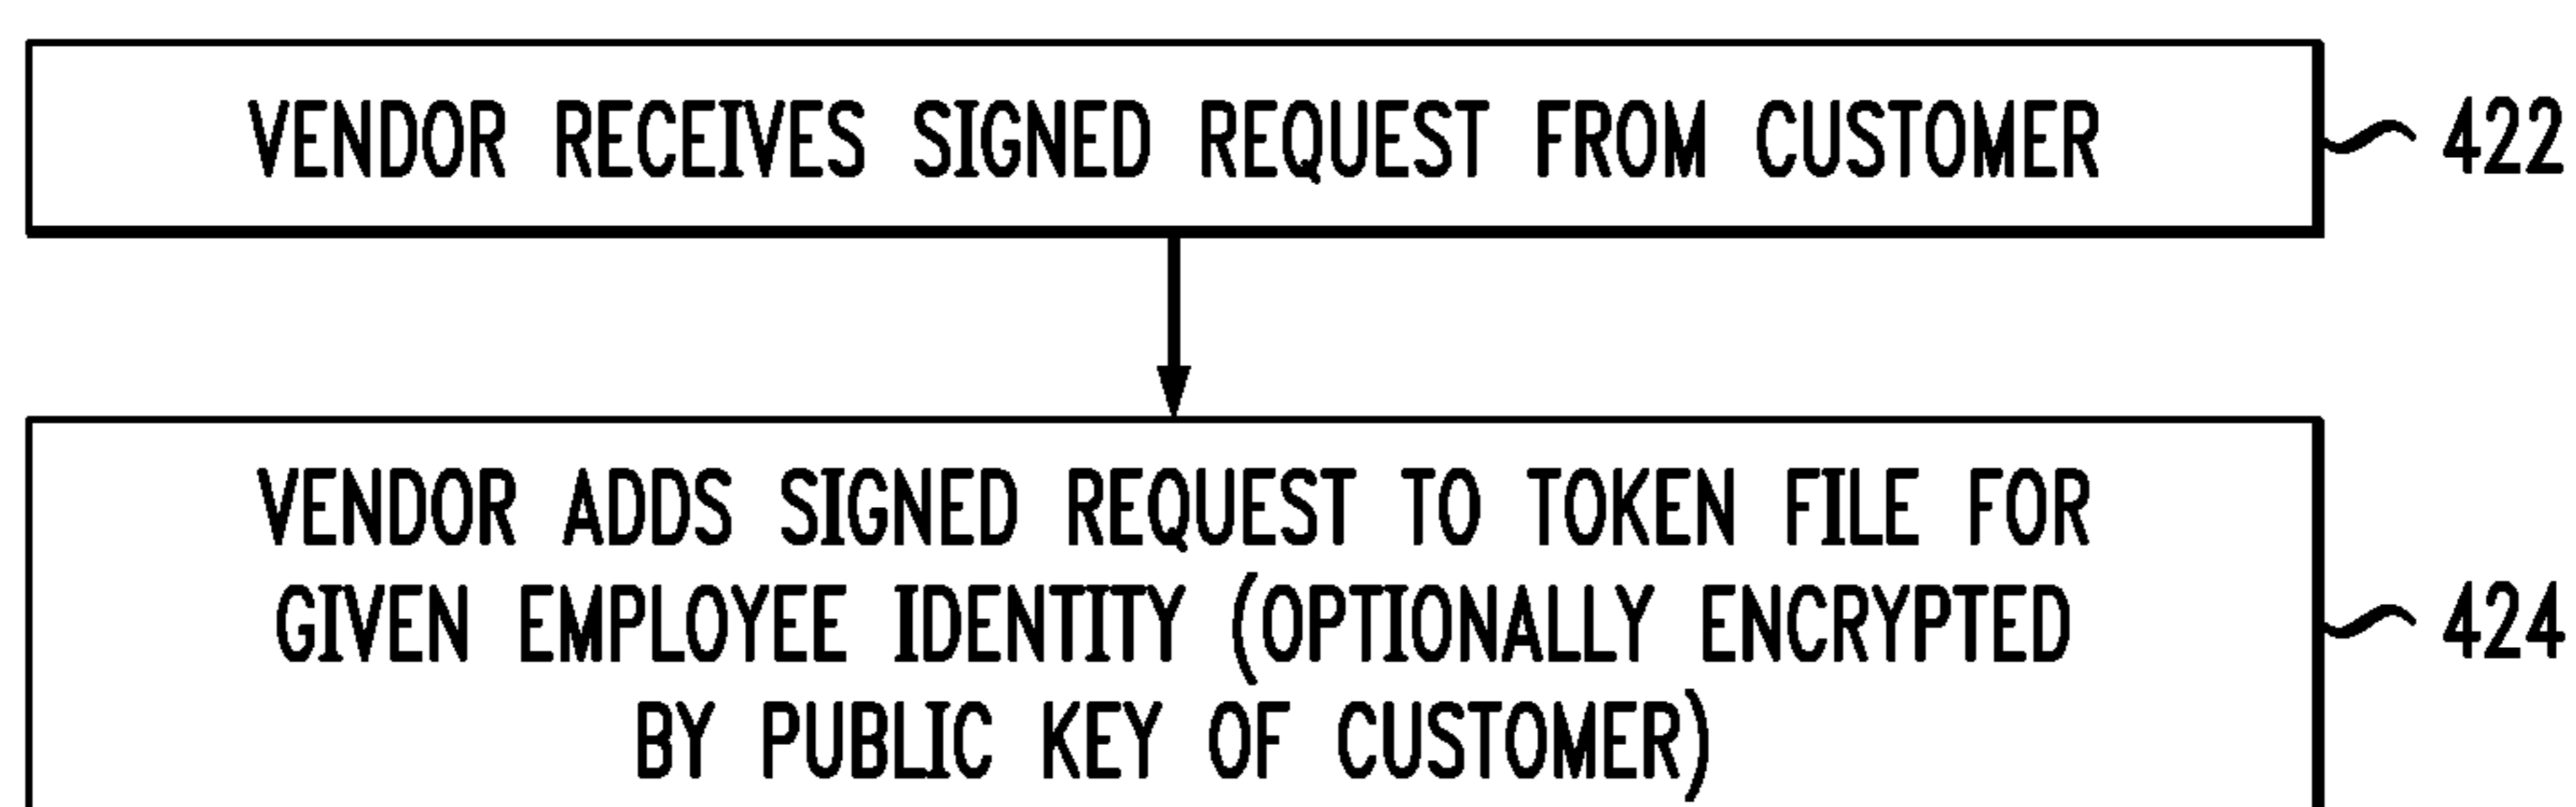 VENDOR RECEIVES SIGNED REQUEST FROM CUSTOMER
422
VENDOR ADDS SIGNED REQUEST TO TOKEN FILE FOR
GIVEN EMPLOYEE IDENTITY (OPTIONALLY ENCRYPTED
424
BY PUBLIC KEY OF CUSTOMER)